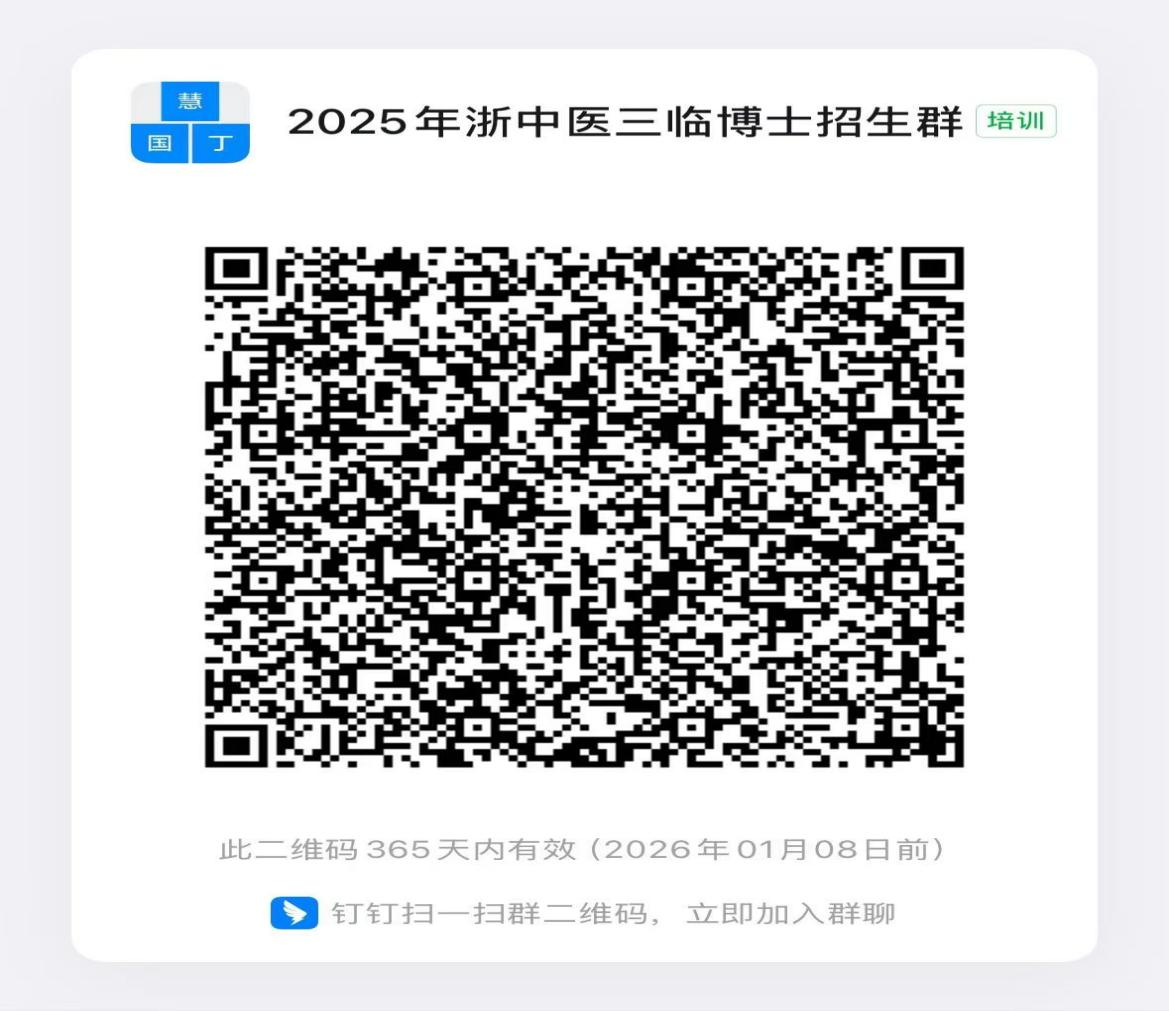 慧
国 丁
2025年浙中医三临博士招生群 培训
此二维码365天内有效 (2026年01月08日前)
钉钉扫一扫群二维码，立即加入群聊